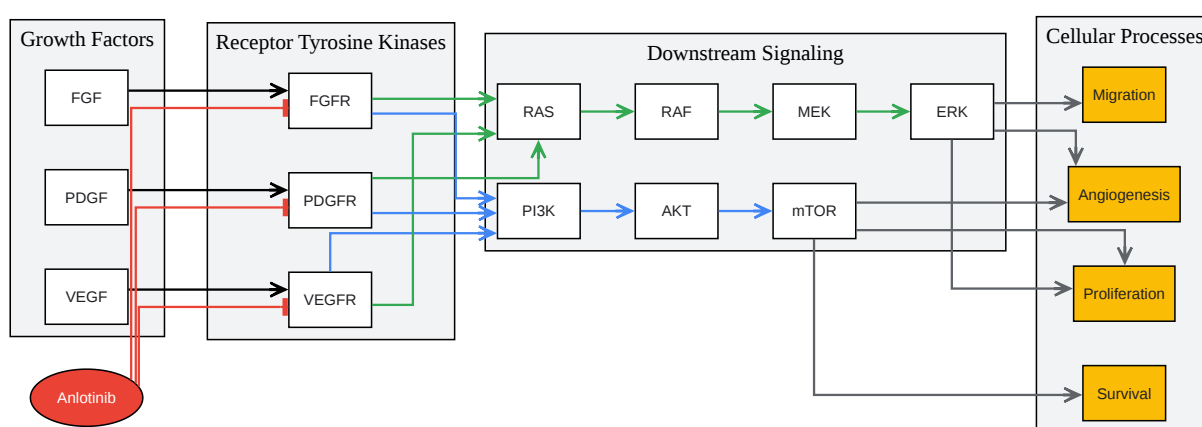 Growth Factors
FGF
PDGF
VEGF
Anlotinib
Receptor Tyrosine Kinases
FGFR
PDGFR
VEGFR
Downstream Signaling
RAS
RAF
MEK
ERK
PI3K
AKT
mTOR
Cellular Processes
Migration
Angiogenesis
Proliferation
Survival